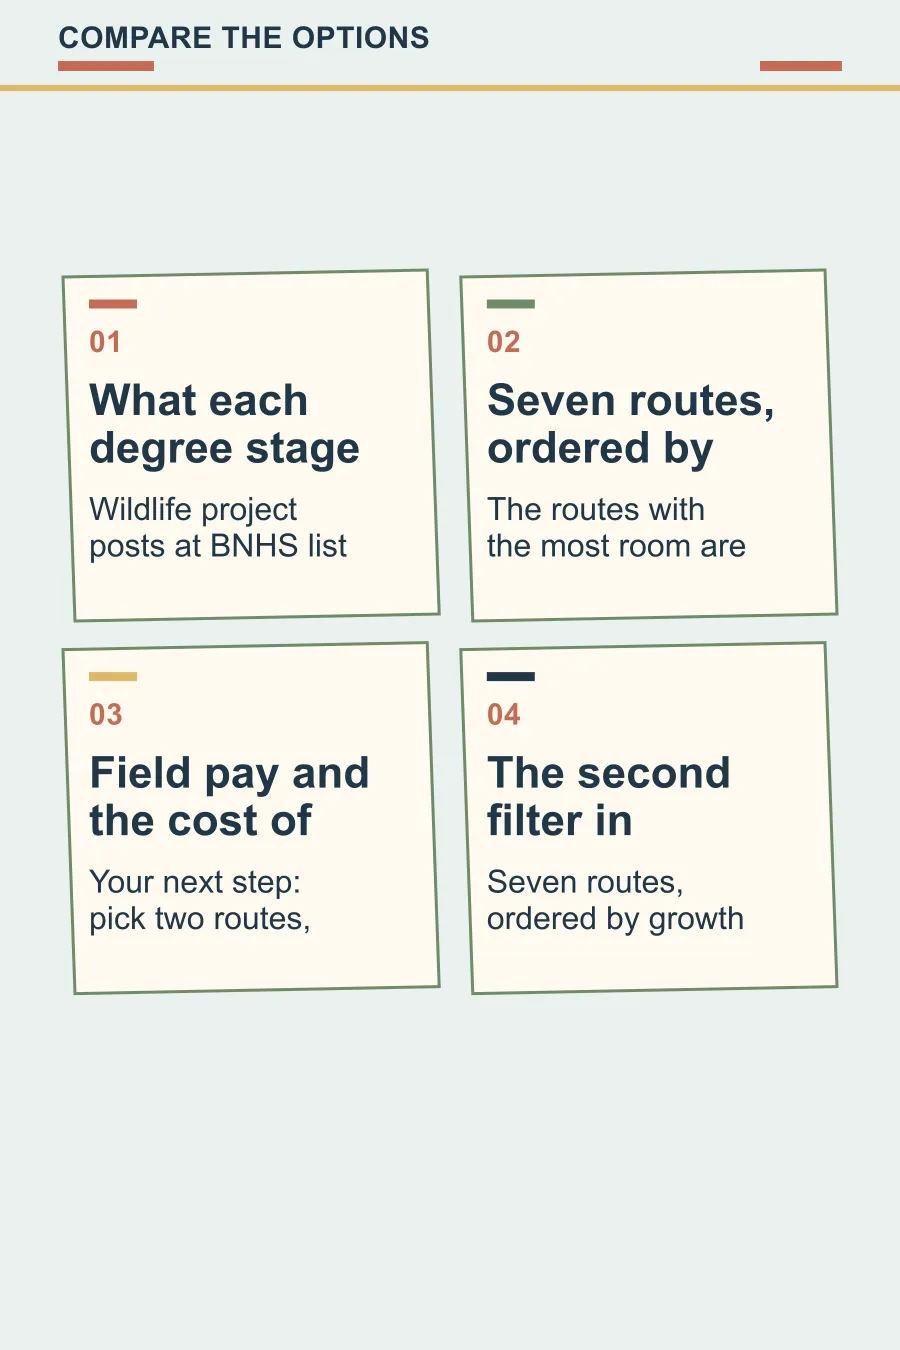 COMPARE THE OPTIONS
01
What each
degree stage
Wildlife project
posts at BNHS list
02
Seven routes,
ordered by
The routes with
the most room are
03
Field pay and
the cost of
Your next step:
pick two routes,
04
The second
filter in
Seven routes,
ordered by growth